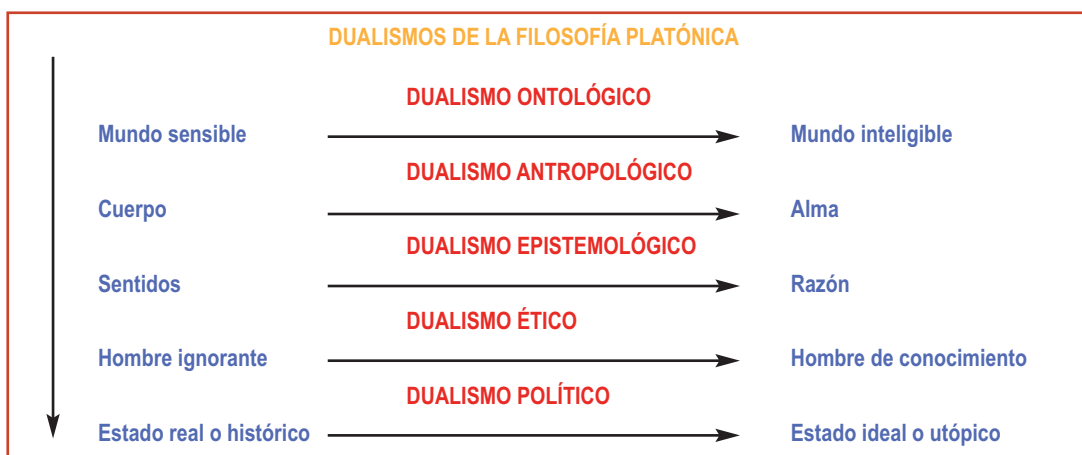 DUALISMOS DE LA FILOSOFÍA PLATÓNICA
DUALISMO ONTOLÓGICO
Mundo sensible Mundo inteligible
DUALISMO ANTROPOLÓGICO
Cuerpo Alma
DUALISMO EPISTEMOLÓGICO
Sentidos Razón
DUALISMO ÉTICO
Hombre ignorante Hombre de conocimiento
DUALISMO POLÍTICO
Estado real o histórico Estado ideal o utópico